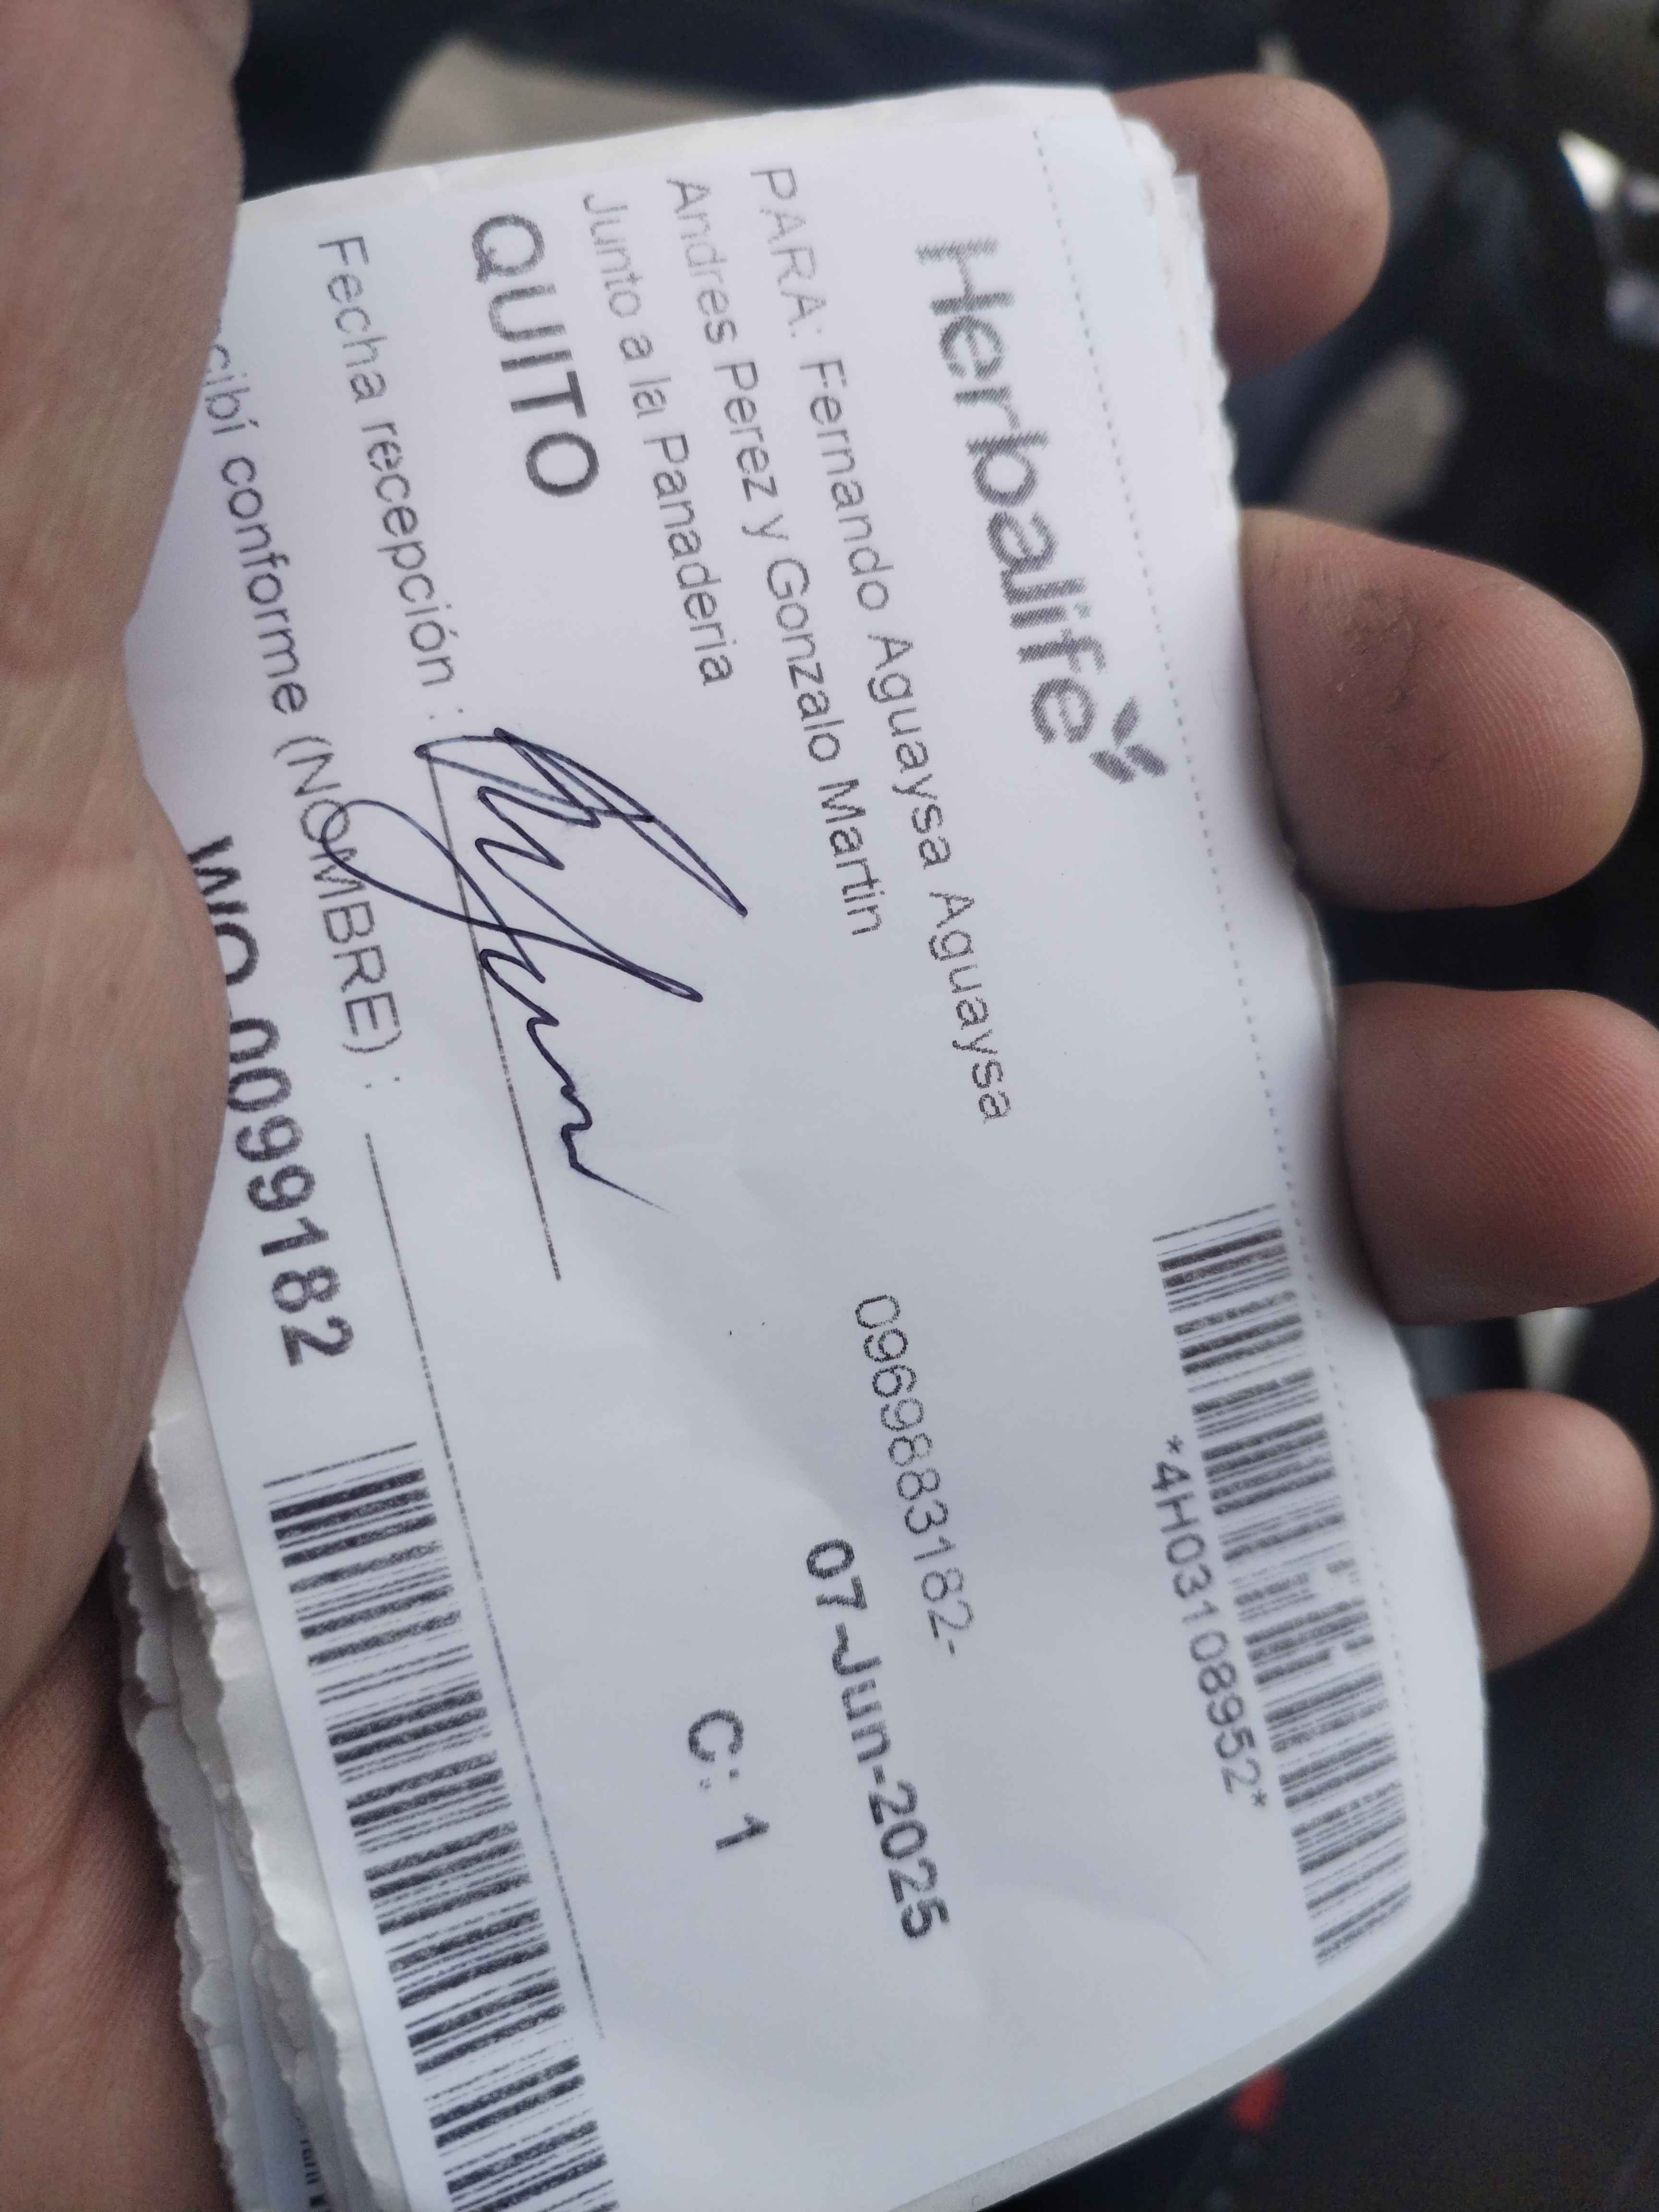 Herbalife
*4H03108952*
PARA: Fernando Aguaysa Aguaysa
0969883182-
Andres Perez y Gonzalo Martin
07-Jun-2025
Junto a la Panaderia
C: 1
QUITO
Fecha recepción :
cibí conforme (NOMBRE) :
WO 0099182